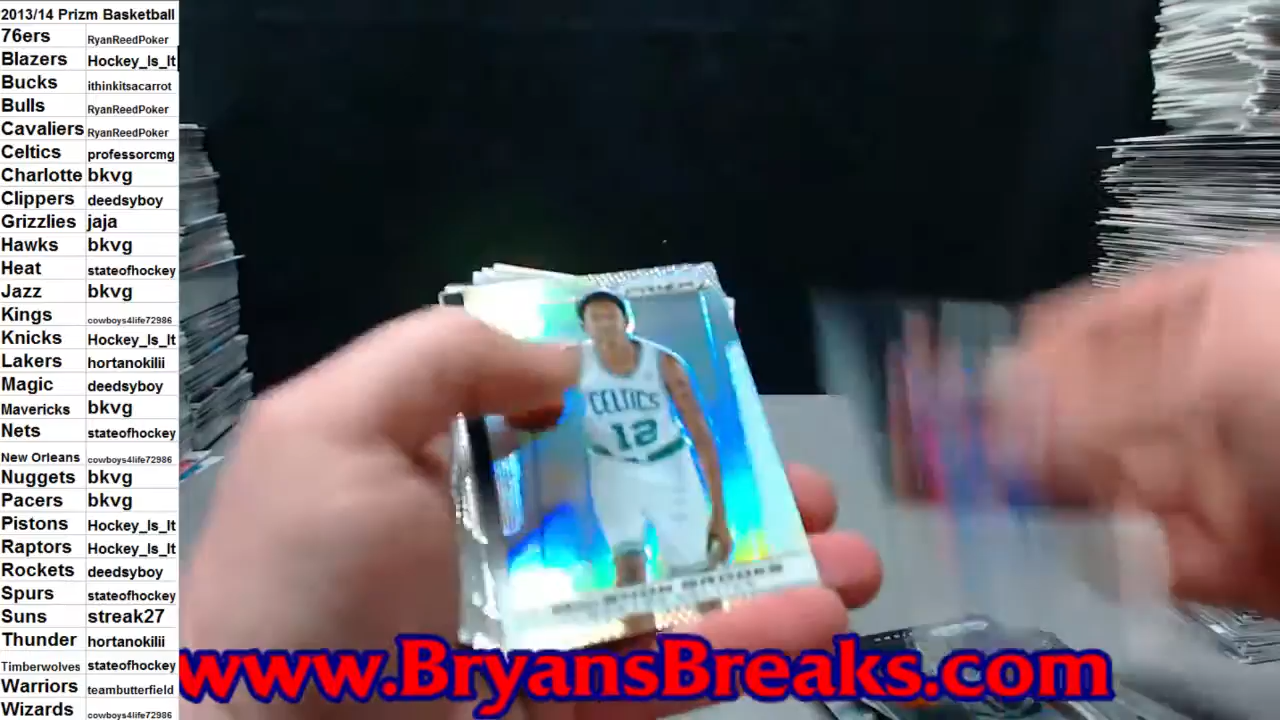 2013/14 Prizm Basketball
76ers RyanReedPoker
Blazers Hockey_Is_It
Bucks ithinkitsacarrot
Bulls RyanReedPoker
Cavaliers RyanReedPoker
Celtics professorcmg
Charlotte bkvg
Clippers deedsyboy
Grizzlies jaja
Hawks bkvg
Heat stateofhockey
Jazz bkvg
Kings cowboys4life72986
Knicks Hockey_Is_It
Lakers hortanokilii
Magic deedsyboy
Mavericks bkvg
Nets stateofhockey
New Orleans cowboys4life72986
Nuggets bkvg
Pacers bkvg
Pistons Hockey_Is_It
Raptors Hockey_Is_It
Rockets deedsyboy
Spurs stateofhockey
Suns streak27
Thunder hortanokilii
Timberwolves stateofhockey
Warriors teambutterfield
Wizards cowboys4life72986
PRIZM
CELTICS
12
BROOKS
www.BryansBreaks.com